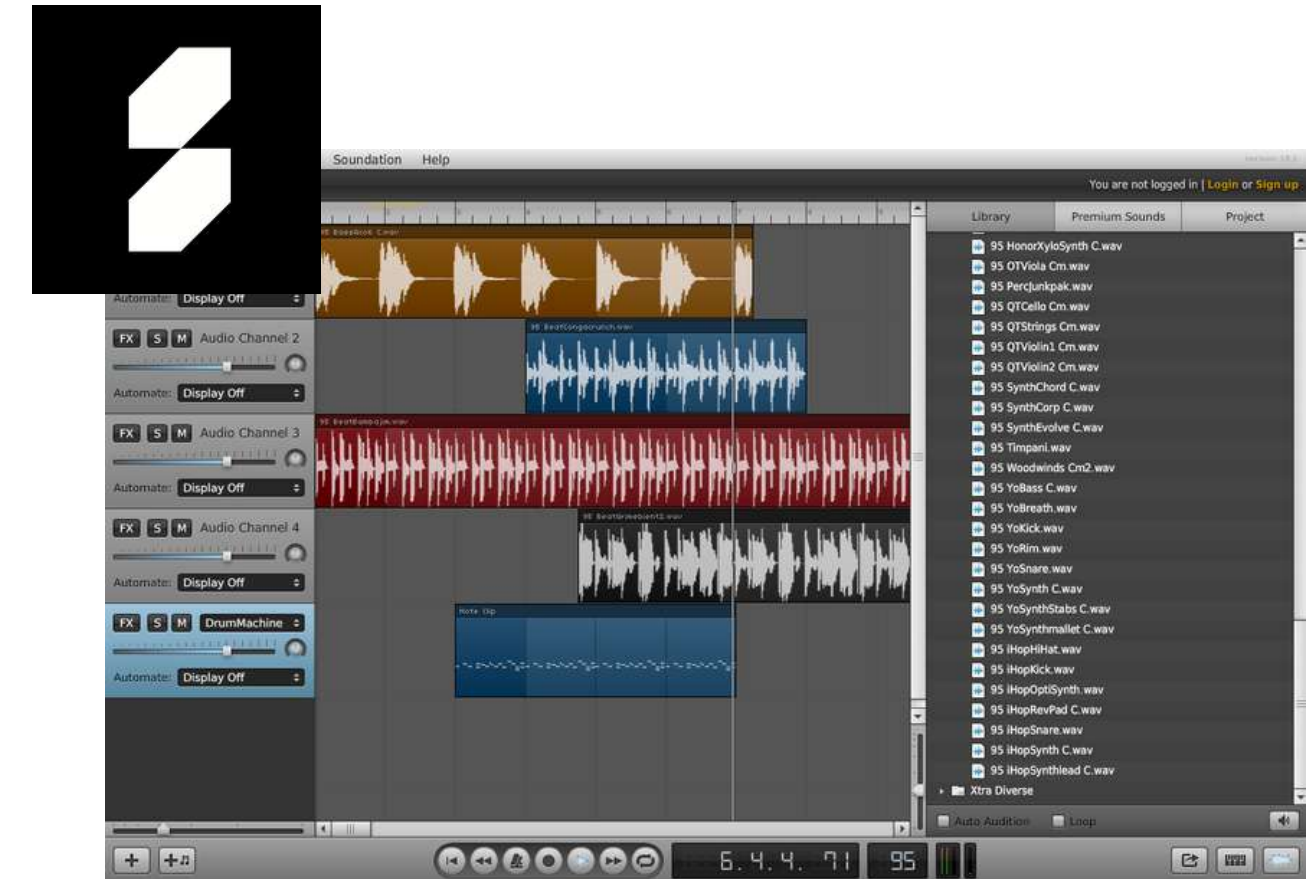 Soundation Help
You are not logged in | Login or Sign up
Library Premium Sounds Project
95 HonorXyloSynth C.wav
95 OTViola Cm.wav
95 PercJunkpak.wav
95 QTCello Cm.wav
95 QTStrings Cm.wav
95 QTViolin1 Cm.wav
95 QTViolin2 Cm.wav
95 SynthChord C.wav
95 SynthCorp C.wav
95 SynthEvolve C.wav
95 Timpani.wav
95 Woodwinds Cm2.wav
95 YoBass C.wav
95 YoBreath.wav
95 YoKick.wav
95 YoRim.wav
95 YoSnare.wav
95 YoSynth C.wav
95 YoSynthStabs C.wav
95 YoSynthmallet C.wav
95 iHopHiHat.wav
95 iHopKick.wav
95 iHopOptiSynth.wav
95 iHopRevPad C.wav
95 iHopSnare.wav
95 iHopSynth C.wav
95 iHopSynthlead C.wav
Xtra Diverse
Auto Audition Loop
Automate: Display Off
FX S M Audio Channel 2
Automate: Display Off
FX S M Audio Channel 3
Automate: Display Off
FX S M Audio Channel 4
Automate: Display Off
FX S M DrumMachine
Automate: Display Off
Note Clip
6. 4. 4. 71 95